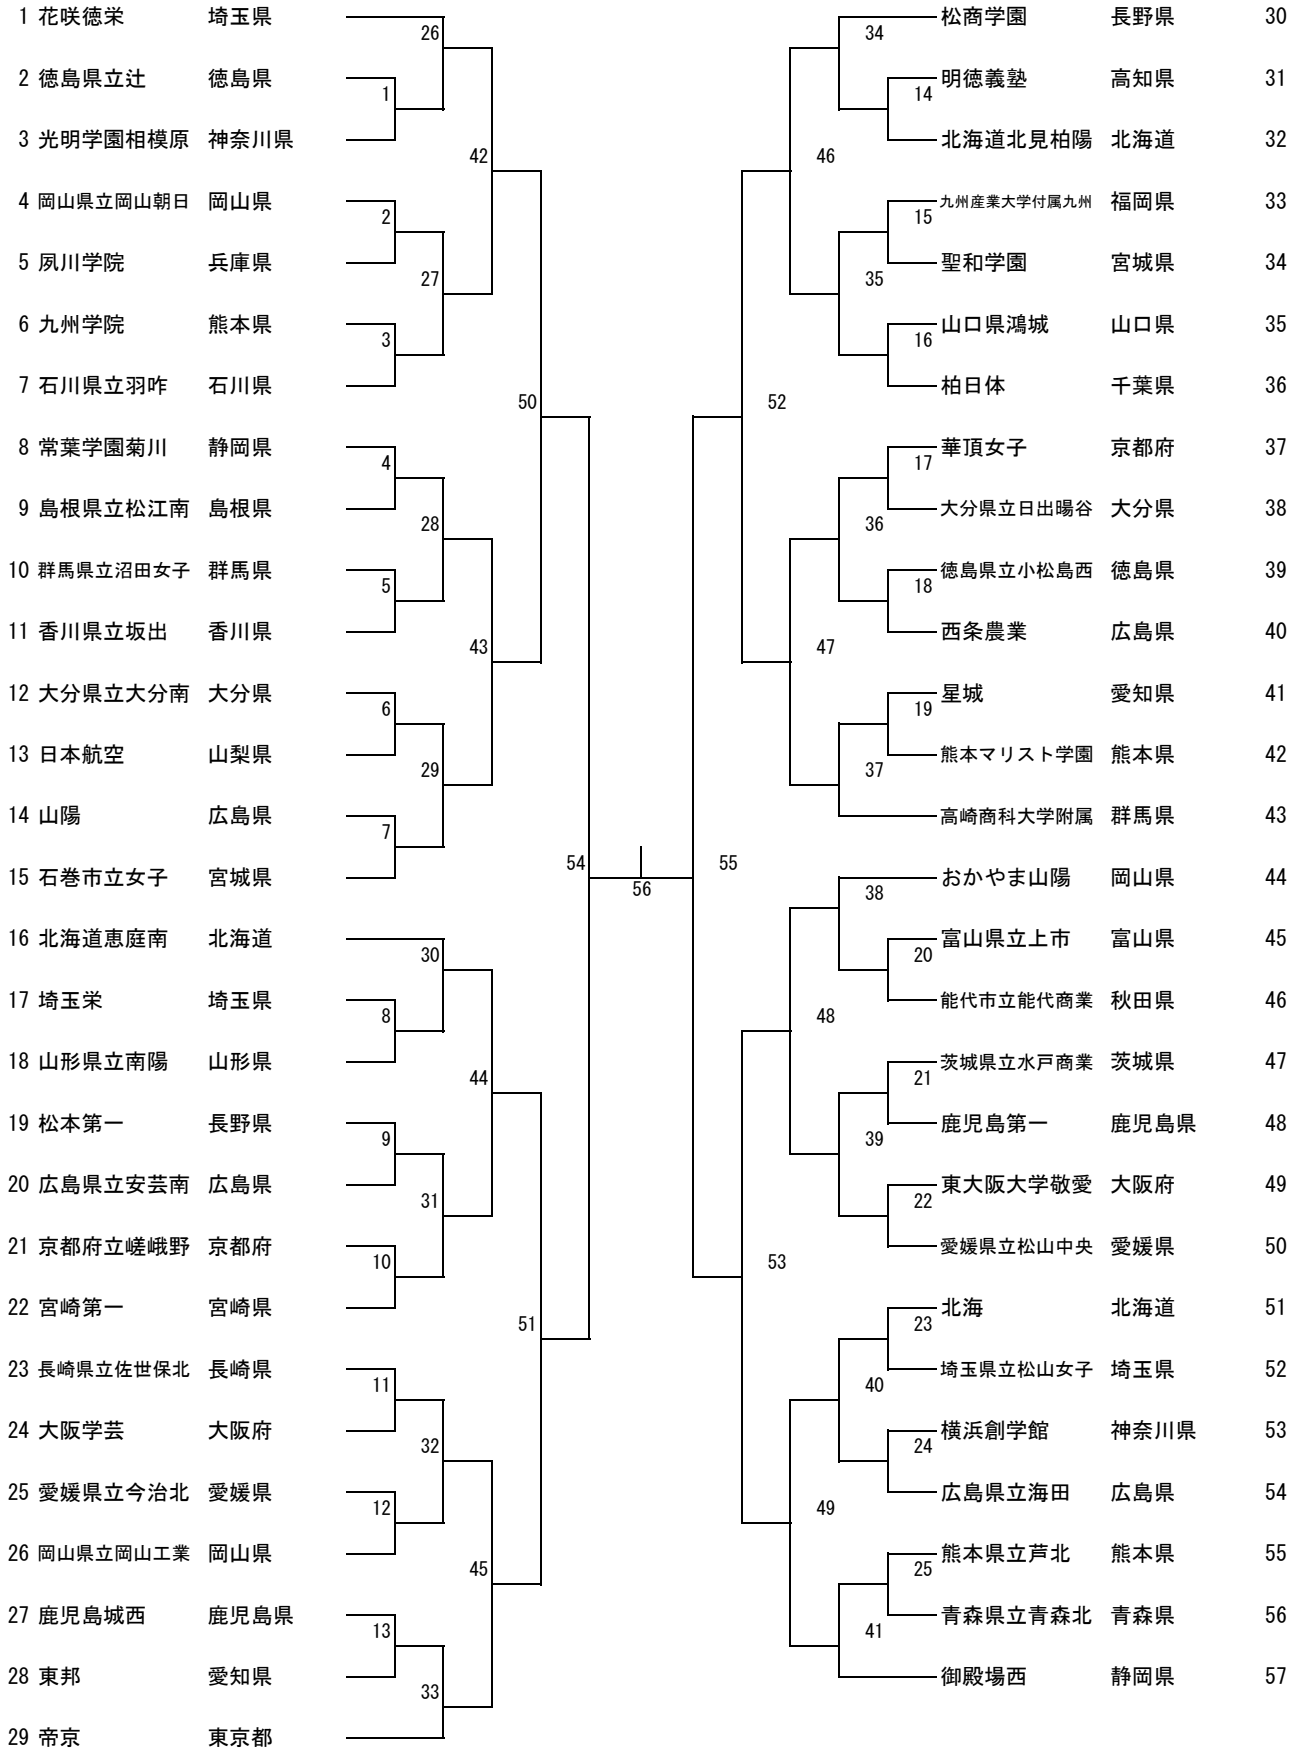 1 花咲徳栄 埼玉県
26
2 徳島県立辻 徳島県
1
3 光明学園相模原 神奈川県
42
4 岡山県立岡山朝日 岡山県
2
5 夙川学院 兵庫県
27
6 九州学院 熊本県
3
7 石川県立羽咋 石川県
50
8 常葉学園菊川 静岡県
4
9 島根県立松江南 島根県
28
10 群馬県立沼田女子 群馬県
5
11 香川県立坂出 香川県
43
12 大分県立大分南 大分県
6
13 日本航空 山梨県
29
14 山陽 広島県
7
15 石巻市立女子 宮城県
54
56
16 北海道恵庭南 北海道
30
17 埼玉栄 埼玉県
8
18 山形県立南陽 山形県
44
19 松本第一 長野県
9
20 広島県立安芸南 広島県
31
21 京都府立嵯峨野 京都府
10
22 宮崎第一 宮崎県
51
23 長崎県立佐世保北 長崎県
11
24 大阪学芸 大阪府
32
25 愛媛県立今治北 愛媛県
12
26 岡山県立岡山工業 岡山県
45
27 鹿児島城西 鹿児島県
13
28 東邦 愛知県
33
29 帝京 東京都
松商学園 長野県 30
34
明徳義塾 高知県 31
14
北海道北見柏陽 北海道 32
46
九州産業大学付属九州 福岡県 33
15
聖和学園 宮城県 34
35
山口県鴻城 山口県 35
16
柏日体 千葉県 36
52
華頂女子 京都府 37
17
大分県立日出暘谷 大分県 38
36
徳島県立小松島西 徳島県 39
18
西条農業 広島県 40
47
星城 愛知県 41
19
熊本マリスト学園 熊本県 42
37
高崎商科大学附属 群馬県 43
55
おかやま山陽 岡山県 44
38
富山県立上市 富山県 45
20
能代市立能代商業 秋田県 46
48
茨城県立水戸商業 茨城県 47
21
鹿児島第一 鹿児島県 48
39
東大阪大学敬愛 大阪府 49
22
愛媛県立松山中央 愛媛県 50
53
北海 北海道 51
23
埼玉県立松山女子 埼玉県 52
40
横浜創学館 神奈川県 53
24
広島県立海田 広島県 54
49
熊本県立芦北 熊本県 55
25
青森県立青森北 青森県 56
41
御殿場西 静岡県 57